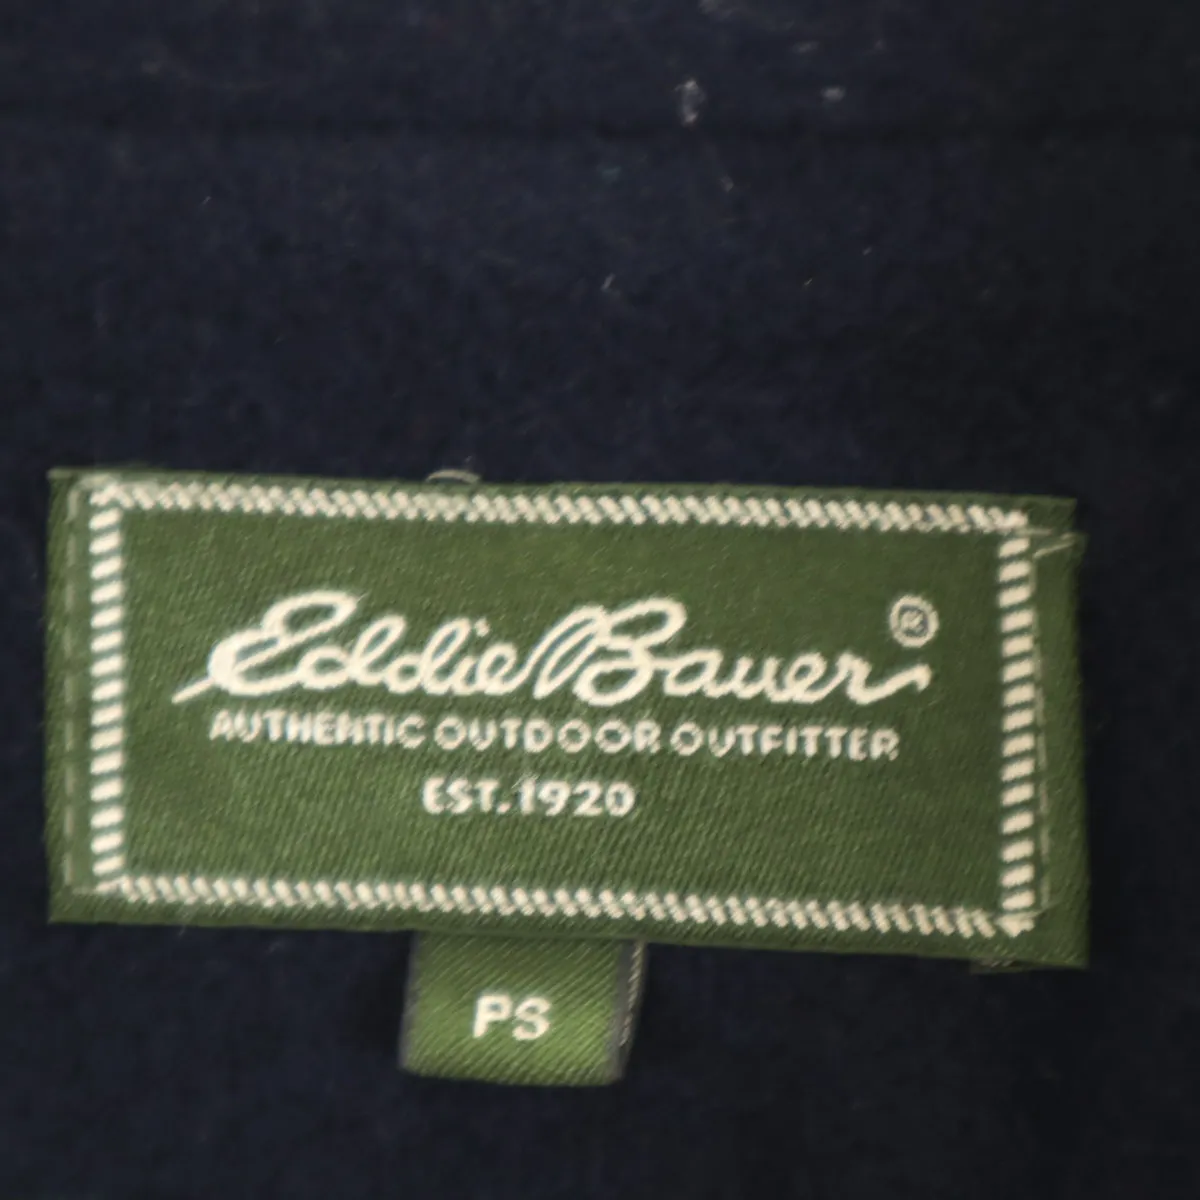 Eddie Bauer®
AUTHENTIC OUTDOOR OUTFITTER
EST. 1920
PS